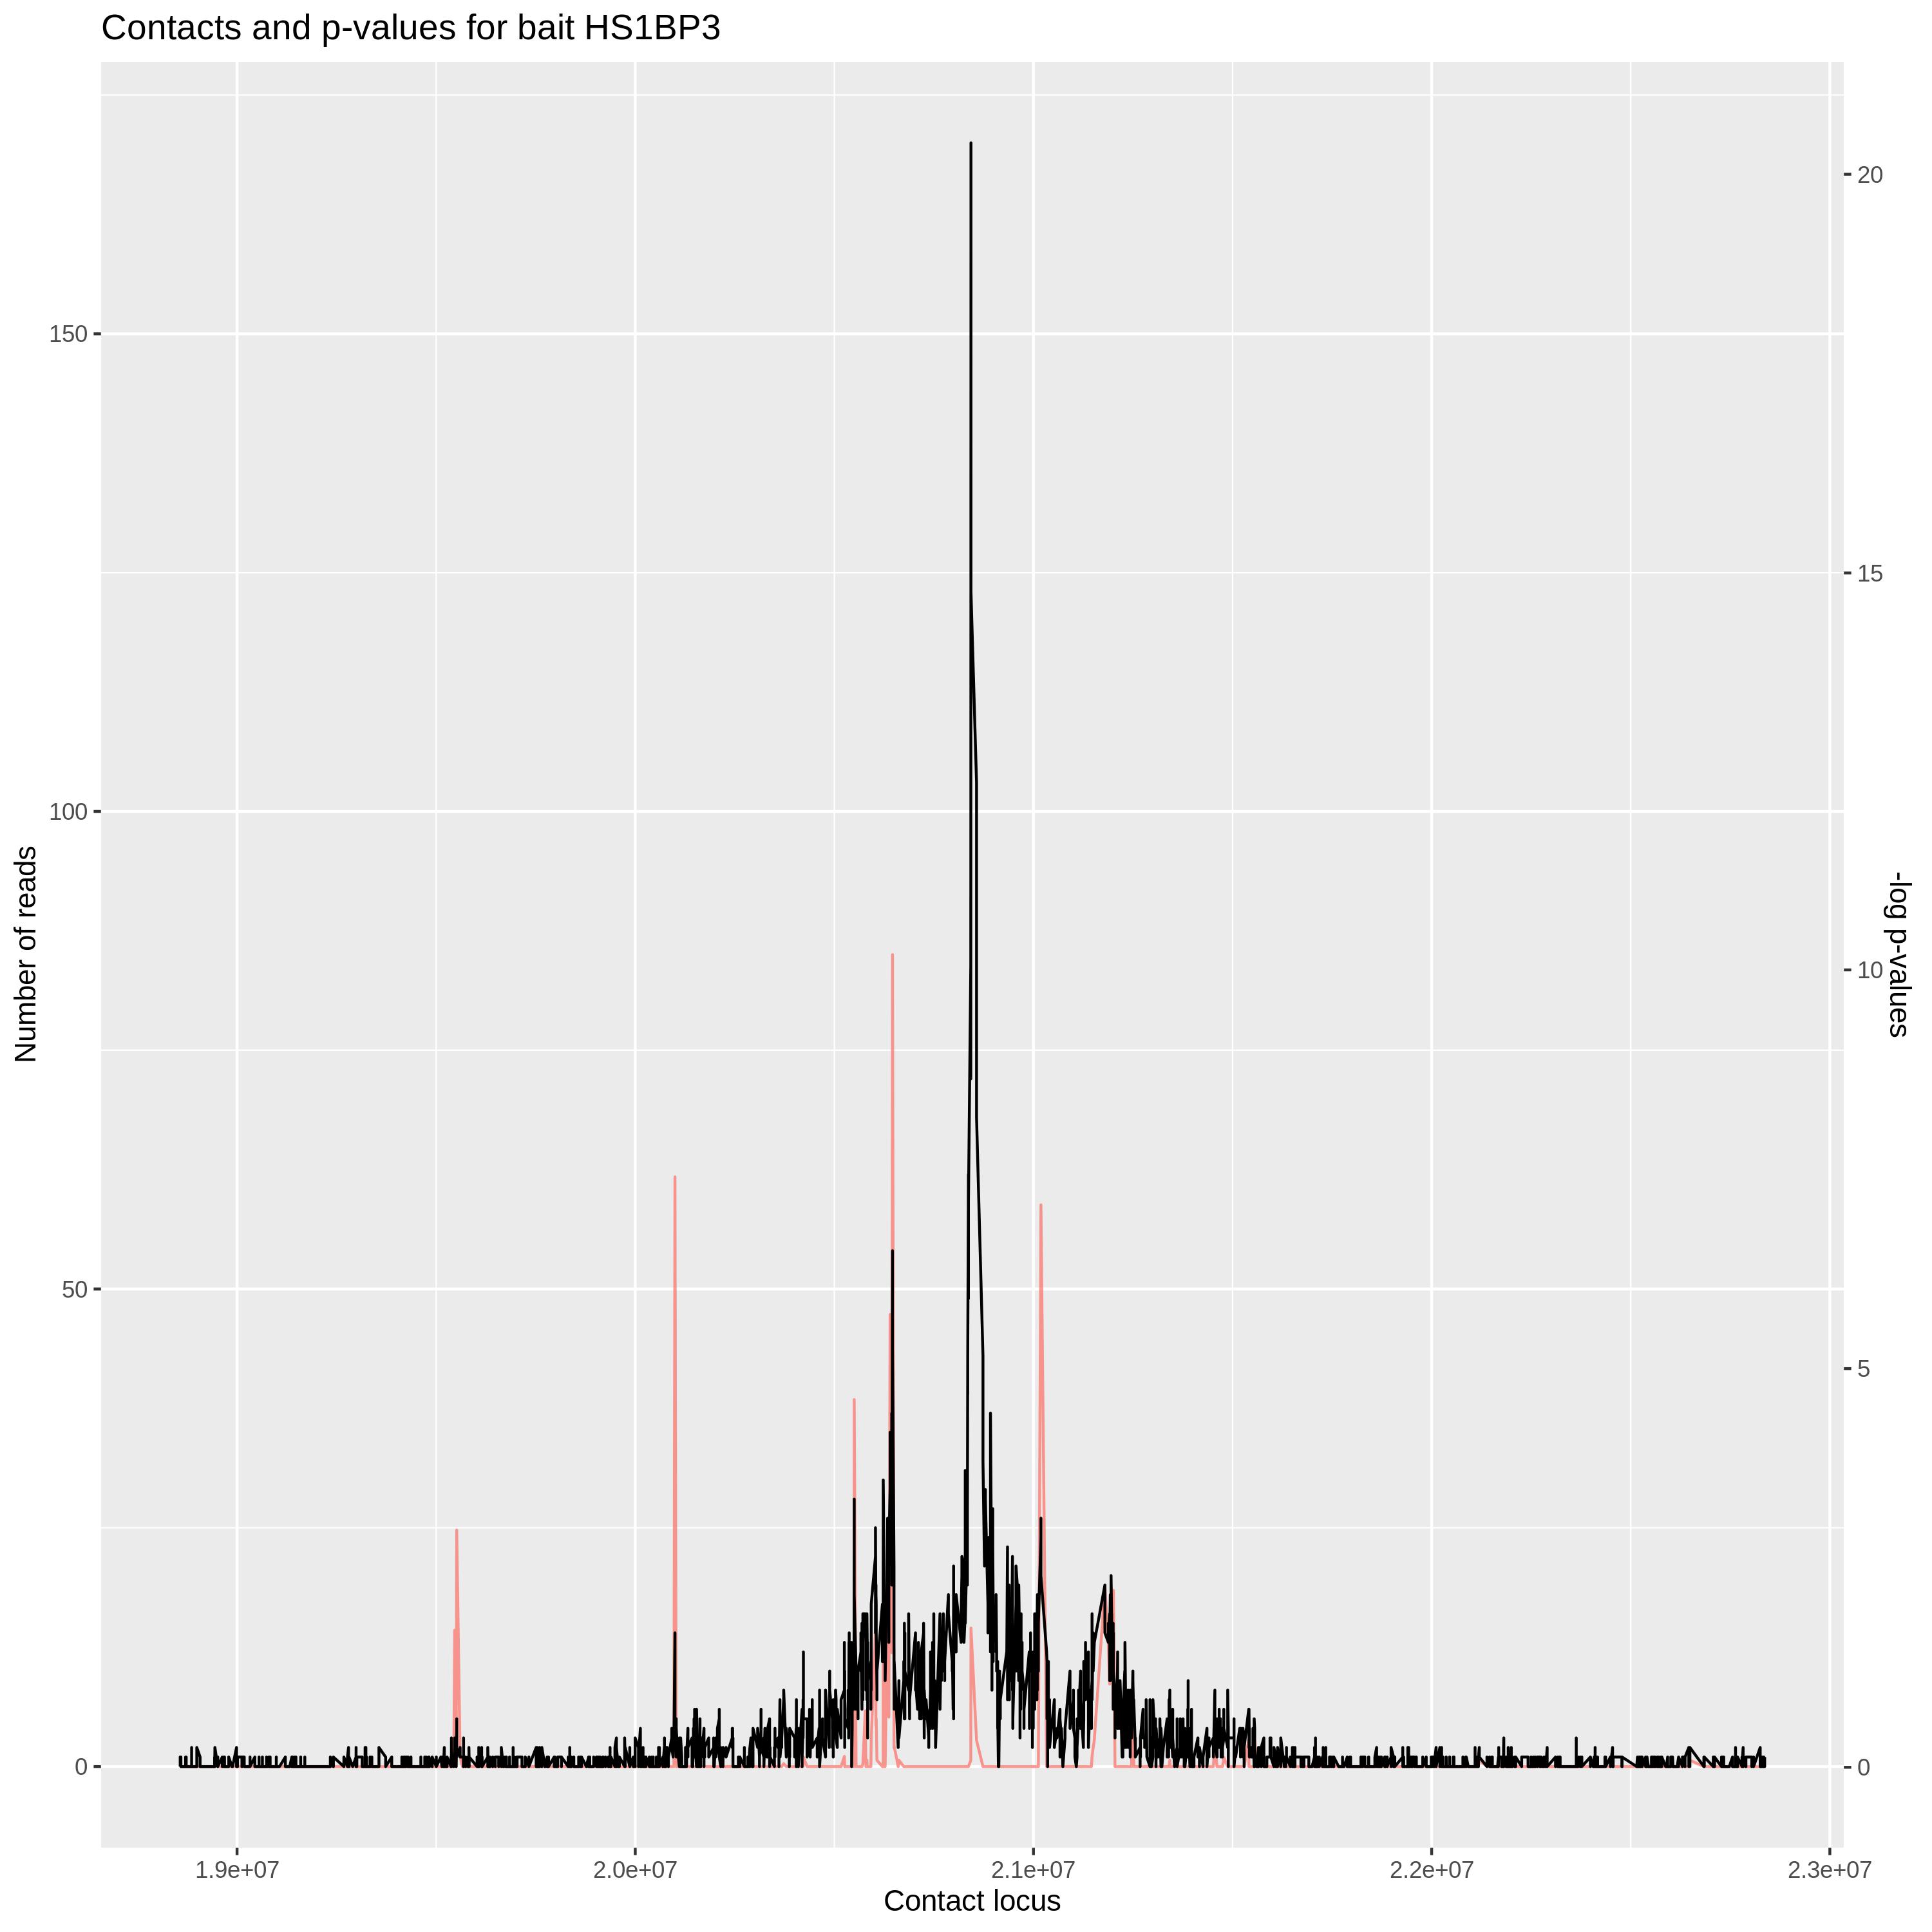 Contacts and p-values for bait HS1BP3
Number of reads
150
100
50
0
20
15
10
5
0
-log p-values
1.9e+07
2.0e+07
2.1e+07
2.2e+07
2.3e+07
Contact locus